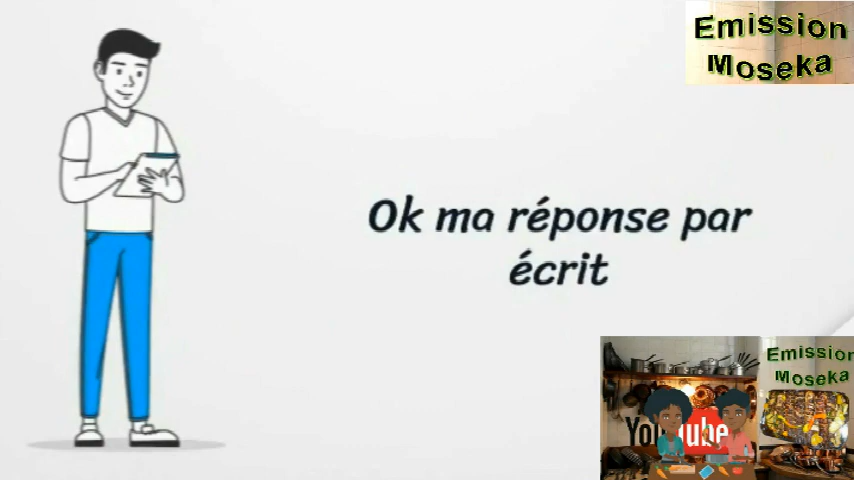 Emission
Moseka
Ok ma réponse par
écrit
Emission
Moseka
YouTube